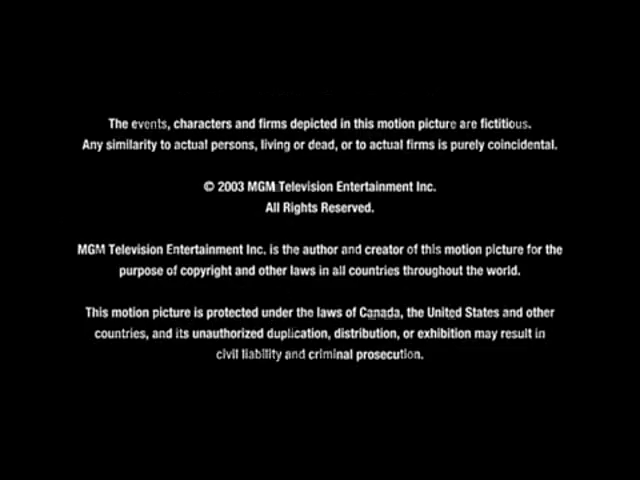 The events, characters and firms depicted in this motion picture are fictitious.
Any similarity to actual persons, living or dead, or to actual firms is purely coincidental.
© 2003 MGM Television Entertainment Inc.
All Rights Reserved.
MGM Television Entertainment Inc. is the author and creator of this motion picture for the
purpose of copyright and other laws in all countries throughout the world.
This motion picture is protected under the laws of Canada, the United States and other
countries, and its unauthorized duplication, distribution, or exhibition may result in
civil liability and criminal prosecution.